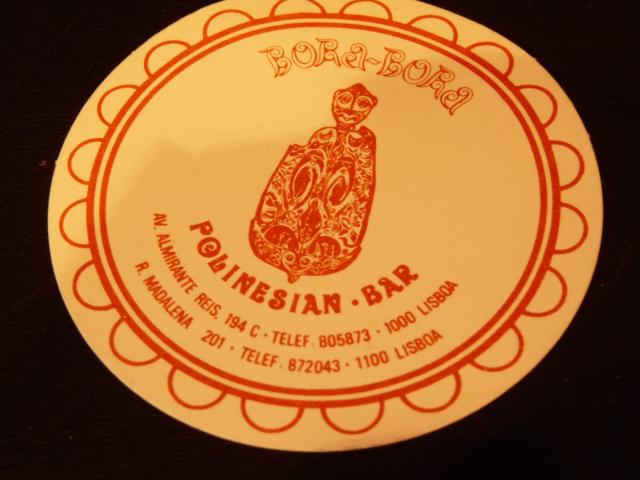 BORA-BORA
POLINESIAN · BAR
AV. ALMIRANTE REIS, 194 C · TELEF: 805873 · 1000 LISBOA
R. MADALENA 201 · TELEF: 872043 · 1100 LISBOA